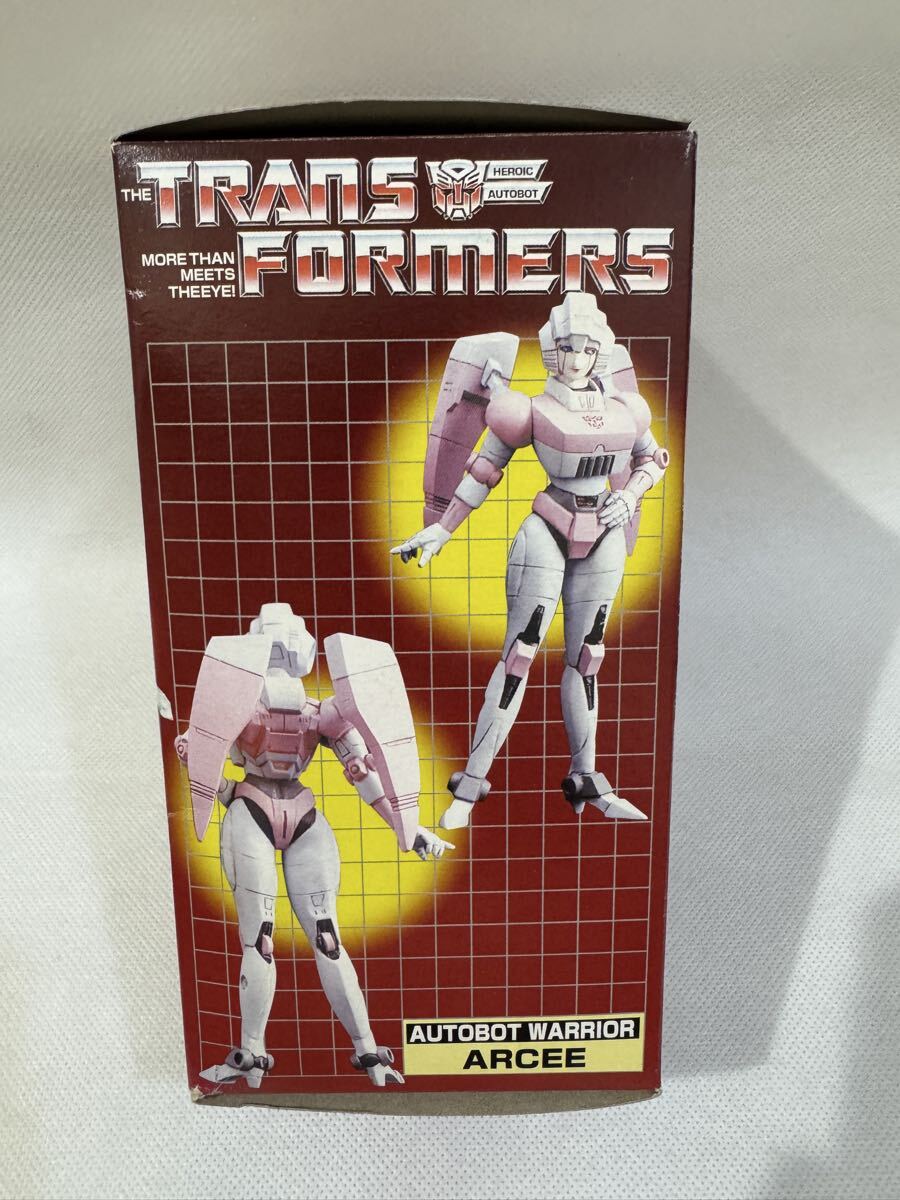 THE TRANS
HEROIC
AUTOBOT
FORMERS
MORE THAN
MEETS
THEEYE!
AUTOBOT WARRIOR
ARCEE